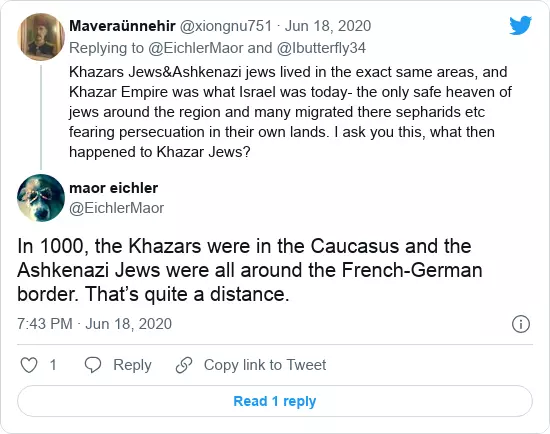 Maveraünnehir @xiongnu751 · Jun 18, 2020
Replying to @EichlerMaor and @Ibutterfly34
Khazars Jews&Ashkenazi jews lived in the exact same areas, and
Khazar Empire was what Israel was today- the only safe heaven of
jews around the region and many migrated there sepharids etc
fearing persecuation in their own lands. I ask you this, what then
happened to Khazar Jews?
maor eichler
@EichlerMaor
In 1000, the Khazars were in the Caucasus and the
Ashkenazi Jews were all around the French-German
border. That’s quite a distance.
7:43 PM · Jun 18, 2020
1 Reply Copy link to Tweet
Read 1 reply